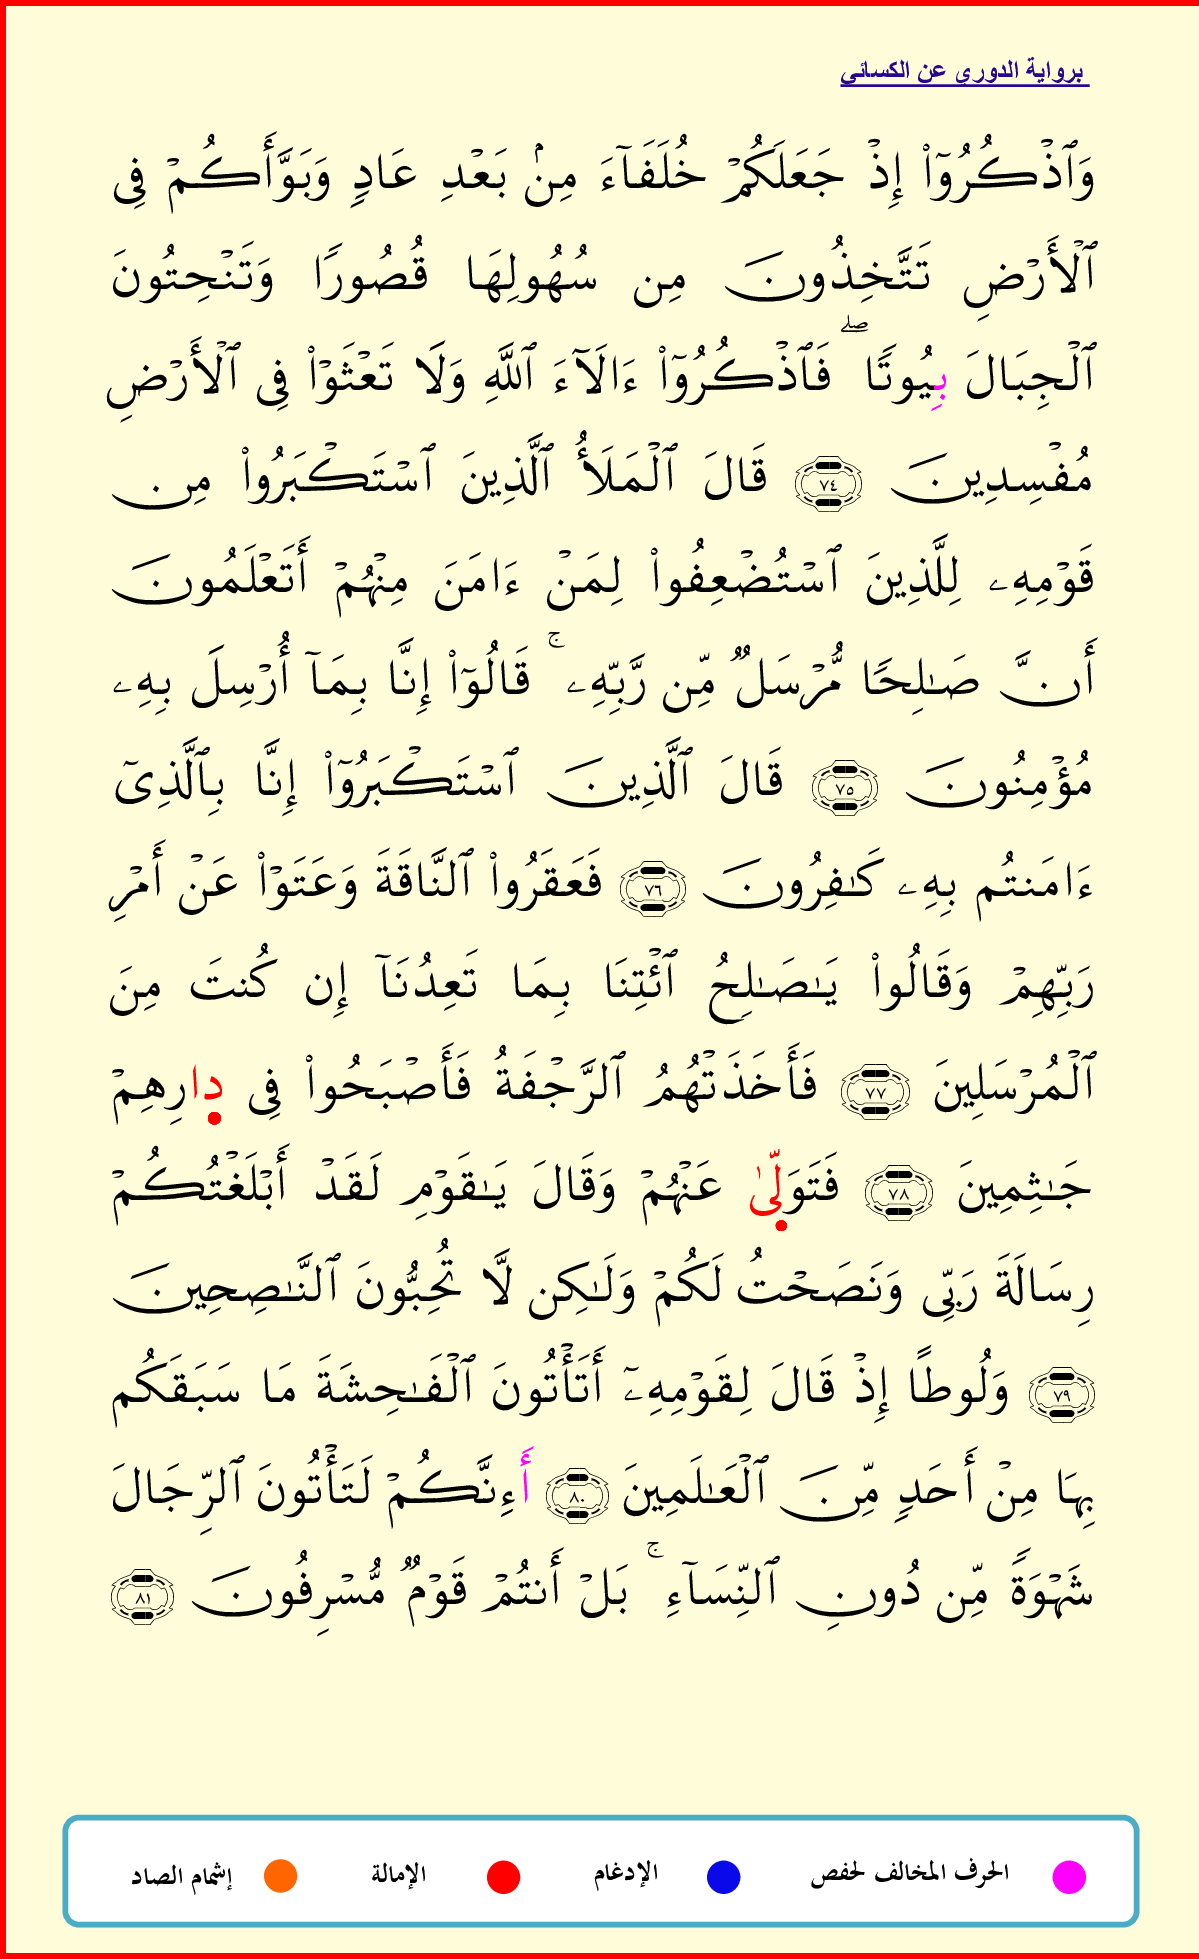 برواية الدوري عن الكسائي
وَٱذۡكُرُوٓاْ إِذۡ جَعَلَكُمۡ خُلَفَآءَ مِنۢ بَعۡدِ عَادٖ وَبَوَّأَكُمۡ فِي
ٱلۡأَرۡضِ تَتَّخِذُونَ مِن سُهُولِهَا قُصُورٗا وَتَنۡحِتُونَ
ٱلۡجِبَالَ بِيُوتٗاۖ فَٱذۡكُرُوٓاْ ءَالَآءَ ٱللَّهِ وَلَا تَعۡثَوۡاْ فِي ٱلۡأَرۡضِ
مُفۡسِدِينَ ٧٤ قَالَ ٱلۡمَلَأُ ٱلَّذِينَ ٱسۡتَكۡبَرُواْ مِن
قَوۡمِهِۦ لِلَّذِينَ ٱسۡتُضۡعِفُواْ لِمَنۡ ءَامَنَ مِنۡهُمۡ أَتَعۡلَمُونَ
أَنَّ صَٰلِحٗا مُّرۡسَلٞ مِّن رَّبِّهِۦۚ قَالُوٓاْ إِنَّا بِمَآ أُرۡسِلَ بِهِۦ
مُؤۡمِنُونَ ٧٥ قَالَ ٱلَّذِينَ ٱسۡتَكۡبَرُوٓاْ إِنَّا بِٱلَّذِيٓ
ءَامَنتُم بِهِۦ كَٰفِرُونَ ٧٦ فَعَقَرُواْ ٱلنَّاقَةَ وَعَتَوۡاْ عَنۡ أَمۡرِ
رَبِّهِمۡ وَقَالُواْ يَٰصَٰلِحُ ٱئۡتِنَا بِمَا تَعِدُنَآ إِن كُنتَ مِنَ
ٱلۡمُرۡسَلِينَ ٧٧ فَأَخَذَتۡهُمُ ٱلرَّجۡفَةُ فَأَصۡبَحُواْ فِي دِارِهِمۡ
جَٰثِمِينَ ٧٨ فَتَوَلّىٰ عَنۡهُمۡ وَقَالَ يَٰقَوۡمِ لَقَدۡ أَبۡلَغۡتُكُمۡ
رِسَالَةَ رَبِّي وَنَصَحۡتُ لَكُمۡ وَلَٰكِن لَّا تُحِبُّونَ ٱلنَّٰصِحِينَ
٧٩ وَلُوطًا إِذۡ قَالَ لِقَوۡمِهِۦٓ أَتَأۡتُونَ ٱلۡفَٰحِشَةَ مَا سَبَقَكُم
بِهَا مِنۡ أَحَدٖ مِّنَ ٱلۡعَٰلَمِينَ ٨٠ أَءِنَّكُمۡ لَتَأۡتُونَ ٱلرِّجَالَ
شَهۡوَةٗ مِّن دُونِ ٱلنِّسَآءِۚ بَلۡ أَنتُمۡ قَوۡمٞ مُّسۡرِفُونَ ٨١
الحرف المخالف لحفص الإدغام الإمالة إشمام الصاد